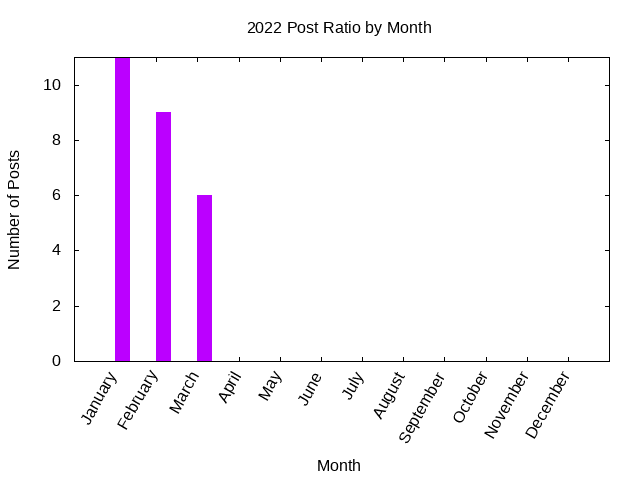 2022 Post Ratio by Month
10
8
6
4
2
0
Number of Posts
January
February
March
April
May
June
July
August
September
October
November
December
Month